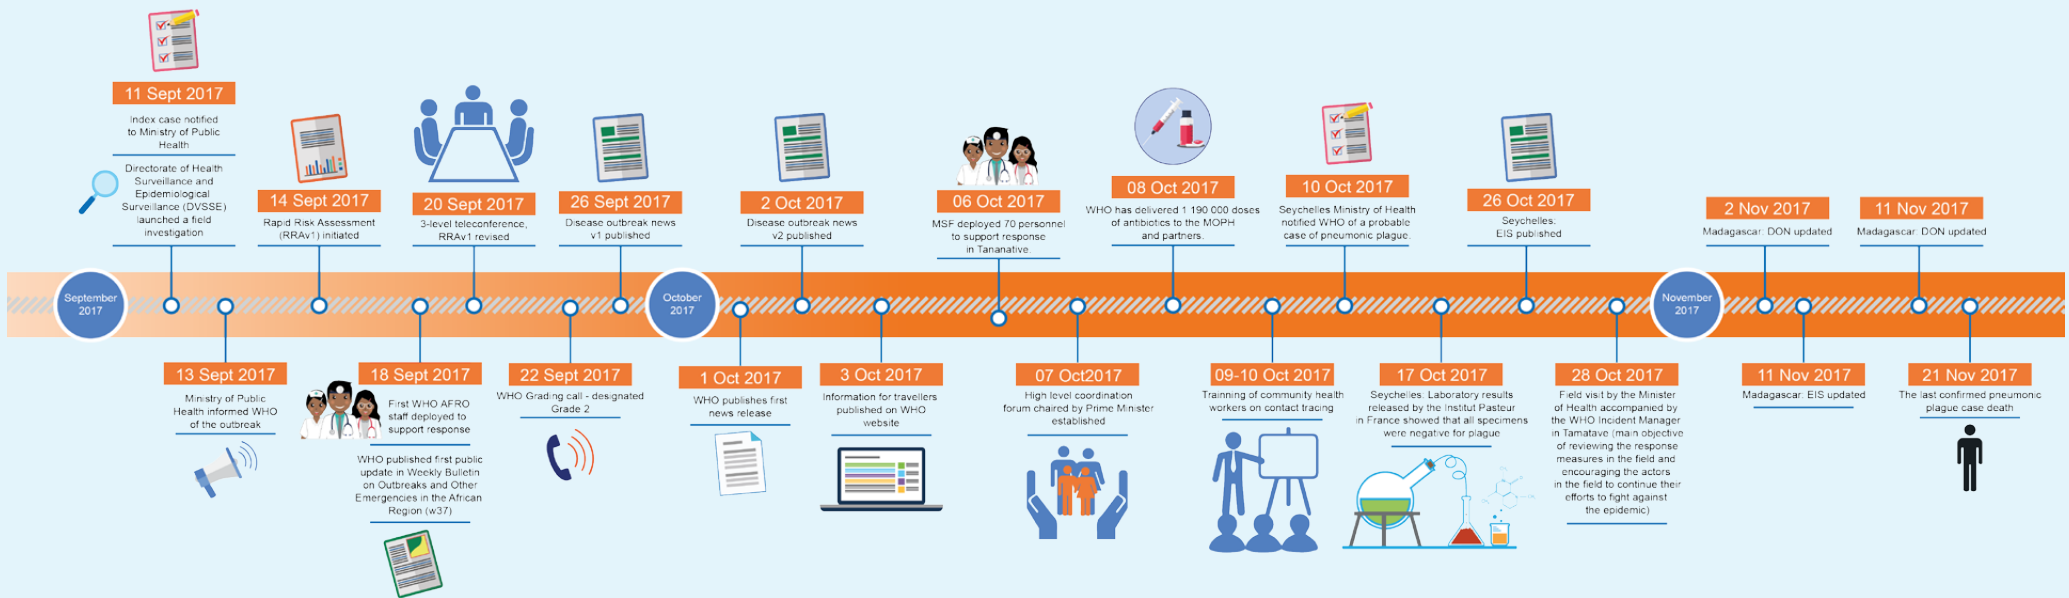 11 Sept 2017
Index case notified
to Ministry of Public
Health
Directorate of Health
Surveillance and
Epidemiological
Surveillance (DVSSE)
launched a field
investigation
14 Sept 2017
Rapid Risk Assessment
(RRAv1) initiated
20 Sept 2017
3-level teleconference,
RRAv1 revised
26 Sept 2017
Disease outbreak news
v1 published
2 Oct 2017
Disease outbreak news
v2 published
06 Oct 2017
MSF deployed 70 personnel
to support response
in Tananative.
08 Oct 2017
WHO has delivered 1 190 000 doses
of antibiotics to the MOPH
and partners.
10 Oct 2017
Seychelles Ministry of Health
notified WHO of a probable
case of pneumonic plague.
26 Oct 2017
Seychelles:
EIS published
2 Nov 2017
Madagascar: DON updated
11 Nov 2017
Madagascar: DON updated
September
2017
October
2017
November
2017
13 Sept 2017
Ministry of Public
Health informed WHO
of the outbreak
18 Sept 2017
First WHO AFRO
staff deployed to
support response
WHO published first public
update in Weekly Bulletin
on Outbreaks and Other
Emergencies in the African
Region (w37)
22 Sept 2017
WHO Grading call - designated
Grade 2
1 Oct 2017
WHO publishes first
news release
3 Oct 2017
Information for travellers
published on WHO
website
07 Oct2017
High level coordination
forum chaired by Prime Minister
established
09-10 Oct 2017
Trainning of community health
workers on contact tracing
17 Oct 2017
Seychelles: Laboratory results
released by the Institut Pasteur
in France showed that all specimens
were negative for plague
28 Oct 2017
Field visit by the Minister
of Health accompanied by
the WHO Incident Manager
in Tamatave (main objective
of reviewing the response
measures in the field and
encouraging the actors
in the field to continue their
efforts to fight against
the epidemic)
11 Nov 2017
Madagascar: EIS updated
21 Nov 2017
The last confirmed pneumonic
plague case death